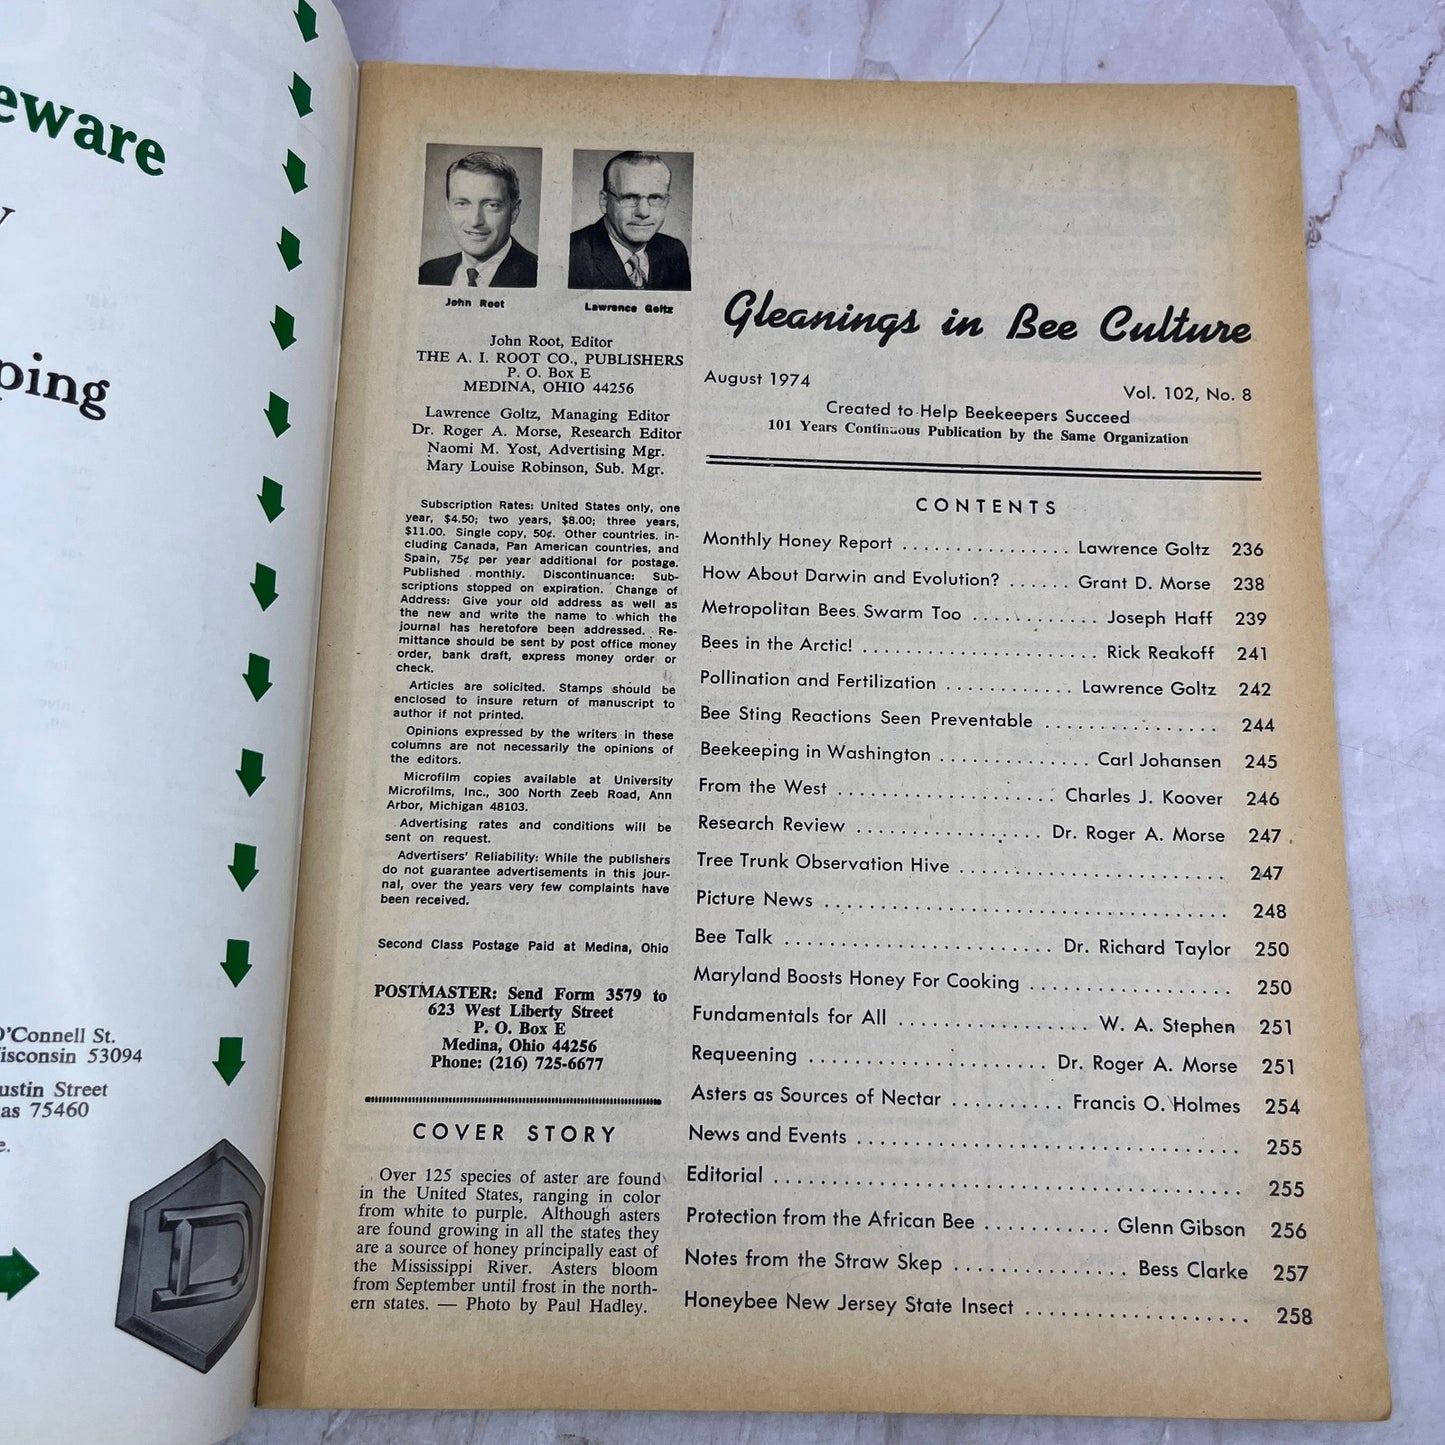 eware
y
ping
O'Connell St.
isconsin 53094
ustin Street
as 75460
e.
D
John Root
Lawrence Goltz
John Root, Editor
THE A. I. ROOT CO., PUBLISHERS
P. O. Box E
MEDINA, OHIO 44256
Lawrence Goltz, Managing Editor
Dr. Roger A. Morse, Research Editor
Naomi M. Yost, Advertising Mgr.
Mary Louise Robinson, Sub. Mgr.
Subscription Rates: United States only, one
year, $4.50; two years, $8.00; three years,
$11.00. Single copy, 50¢. Other countries, in-
cluding Canada, Pan American countries, and
Spain, 75¢ per year additional for postage.
Published monthly. Discontinuance: Sub-
scriptions stopped on expiration. Change of
Address: Give your old address as well as
the new and write the name to which the
journal has heretofore been addressed. Re-
mittance should be sent by post office money
order, bank draft, express money order or
check.
Articles are solicited. Stamps should be
enclosed to insure return of manuscript to
author if not printed.
Opinions expressed by the writers in these
columns are not necessarily the opinions of
the editors.
Microfilm copies available at University
Microfilms, Inc., 300 North Zeeb Road, Ann
Arbor, Michigan 48103.
Advertising rates and conditions will be
sent on request.
Advertisers' Reliability: While the publishers
do not guarantee advertisements in this jour-
nal, over the years very few complaints have
been received.
Second Class Postage Paid at Medina, Ohio
POSTMASTER: Send Form 3579 to
623 West Liberty Street
P. O. Box E
Medina, Ohio 44256
Phone: (216) 725-6677
COVER STORY
Over 125 species of aster are found
in the United States, ranging in color
from white to purple. Although asters
are found growing in all the states they
are a source of honey principally east of
the Mississippi River. Asters bloom
from September until frost in the north-
ern states. — Photo by Paul Hadley.
Gleanings in Bee Culture
August 1974 Vol. 102, No. 8
Created to Help Beekeepers Succeed
101 Years Continuous Publication by the Same Organization
CONTENTS
Monthly Honey Report ................ Lawrence Goltz 236
How About Darwin and Evolution? ...... Grant D. Morse 238
Metropolitan Bees Swarm Too ............ Joseph Haff 239
Bees in the Arctic! ...................... Rick Reakoff 241
Pollination and Fertilization ............ Lawrence Goltz 242
Bee Sting Reactions Seen Preventable ................ 244
Beekeeping in Washington .............. Carl Johansen 245
From the West .................... Charles J. Koover 246
Research Review ................. Dr. Roger A. Morse 247
Tree Trunk Observation Hive ........................ 247
Picture News .................................... 248
Bee Talk ........................ Dr. Richard Taylor 250
Maryland Boosts Honey For Cooking .................. 250
Fundamentals for All ................. W. A. Stephen 251
Requeening ...................... Dr. Roger A. Morse 251
Asters as Sources of Nectar .......... Francis O. Holmes 254
News and Events .................................. 255
Editorial .......................................... 255
Protection from the African Bee ........... Glenn Gibson 256
Notes from the Straw Skep ................ Bess Clarke 257
Honeybee New Jersey State Insect .................... 258